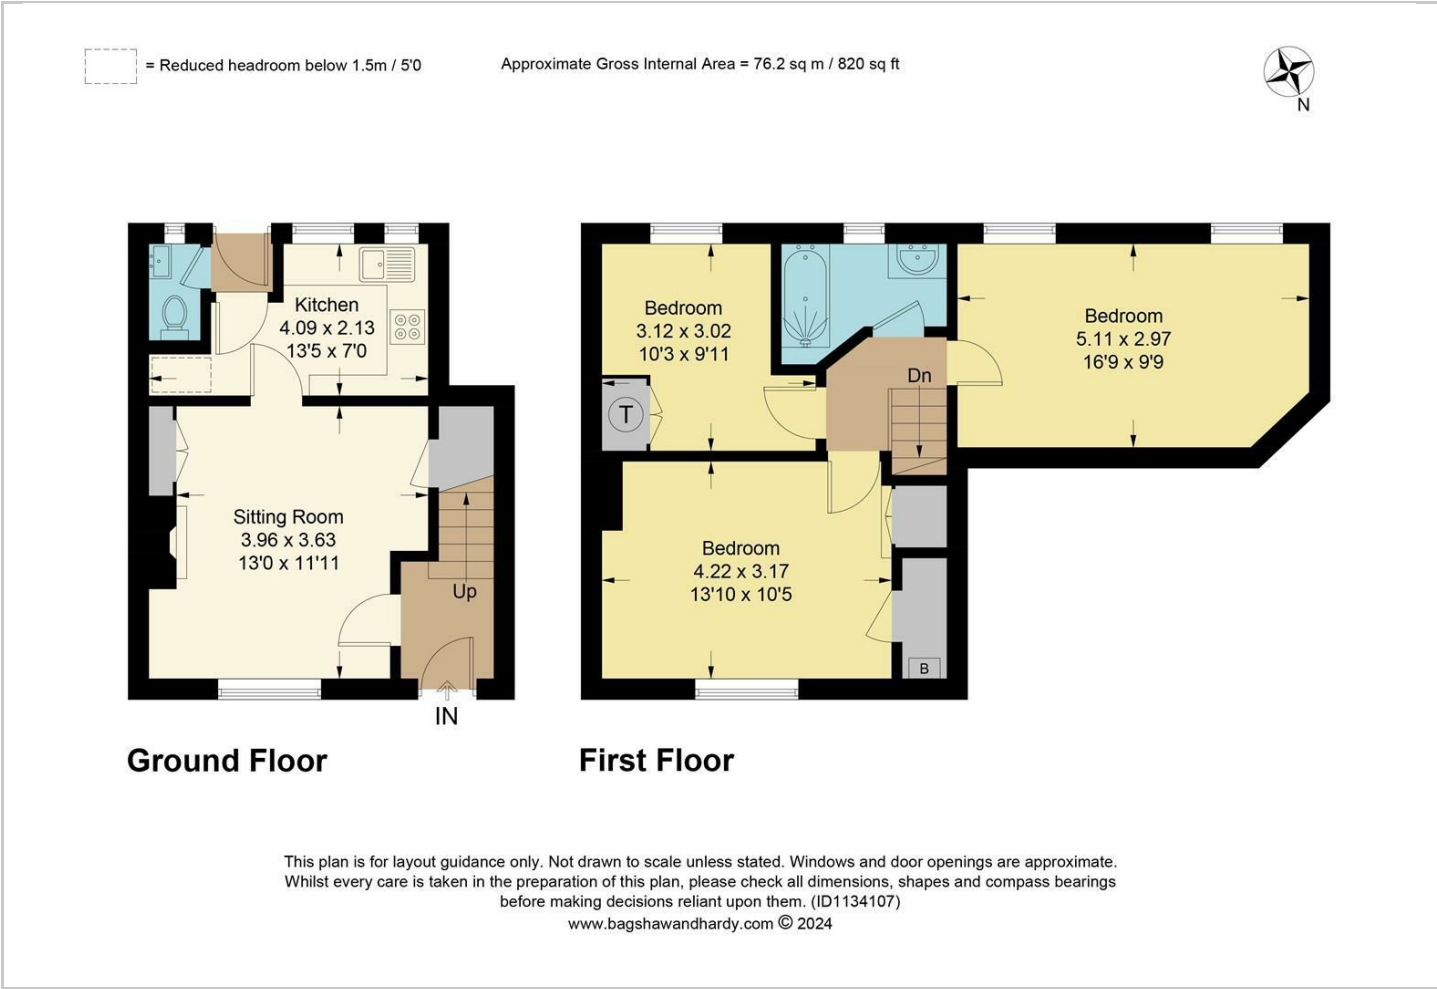 = Reduced headroom below 1.5m / 5'0
Approximate Gross Internal Area = 76.2 sq m / 820 sq ft
N
Kitchen
4.09 x 2.13
13'5 x 7'0
Sitting Room
3.96 x 3.63
13'0 x 11'11
Up
IN
Ground Floor
Bedroom
3.12 x 3.02
10'3 x 9'11
T
Dn
Bedroom
5.11 x 2.97
16'9 x 9'9
Bedroom
4.22 x 3.17
13'10 x 10'5
B
First Floor
This plan is for layout guidance only. Not drawn to scale unless stated. Windows and door openings are approximate.
Whilst every care is taken in the preparation of this plan, please check all dimensions, shapes and compass bearings
before making decisions reliant upon them. (ID1134107)
www.bagshawandhardy.com © 2024